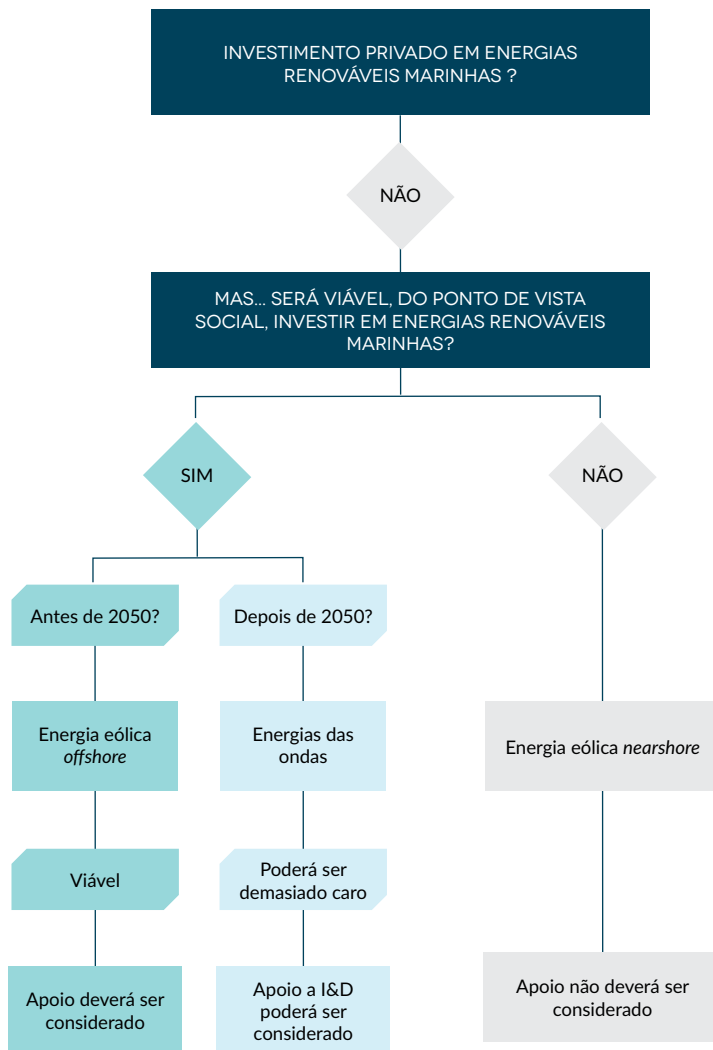 INVESTIMENTO PRIVADO EM ENERGIAS
RENOVÁVEIS MARINHAS ?
NÃO
MAS... SERÁ VIÁVEL, DO PONTO DE VISTA
SOCIAL, INVESTIR EM ENERGIAS RENOVÁVEIS
MARINHAS?
SIM
NÃO
Antes de 2050?
Depois de 2050?
Energia eólica
offshore
Energias das
ondas
Energia eólica nearshore
Viável
Poderá ser
demasiado caro
Apoio deverá ser
considerado
Apoio a I&D
poderá ser
considerado
Apoio não deverá ser
considerado